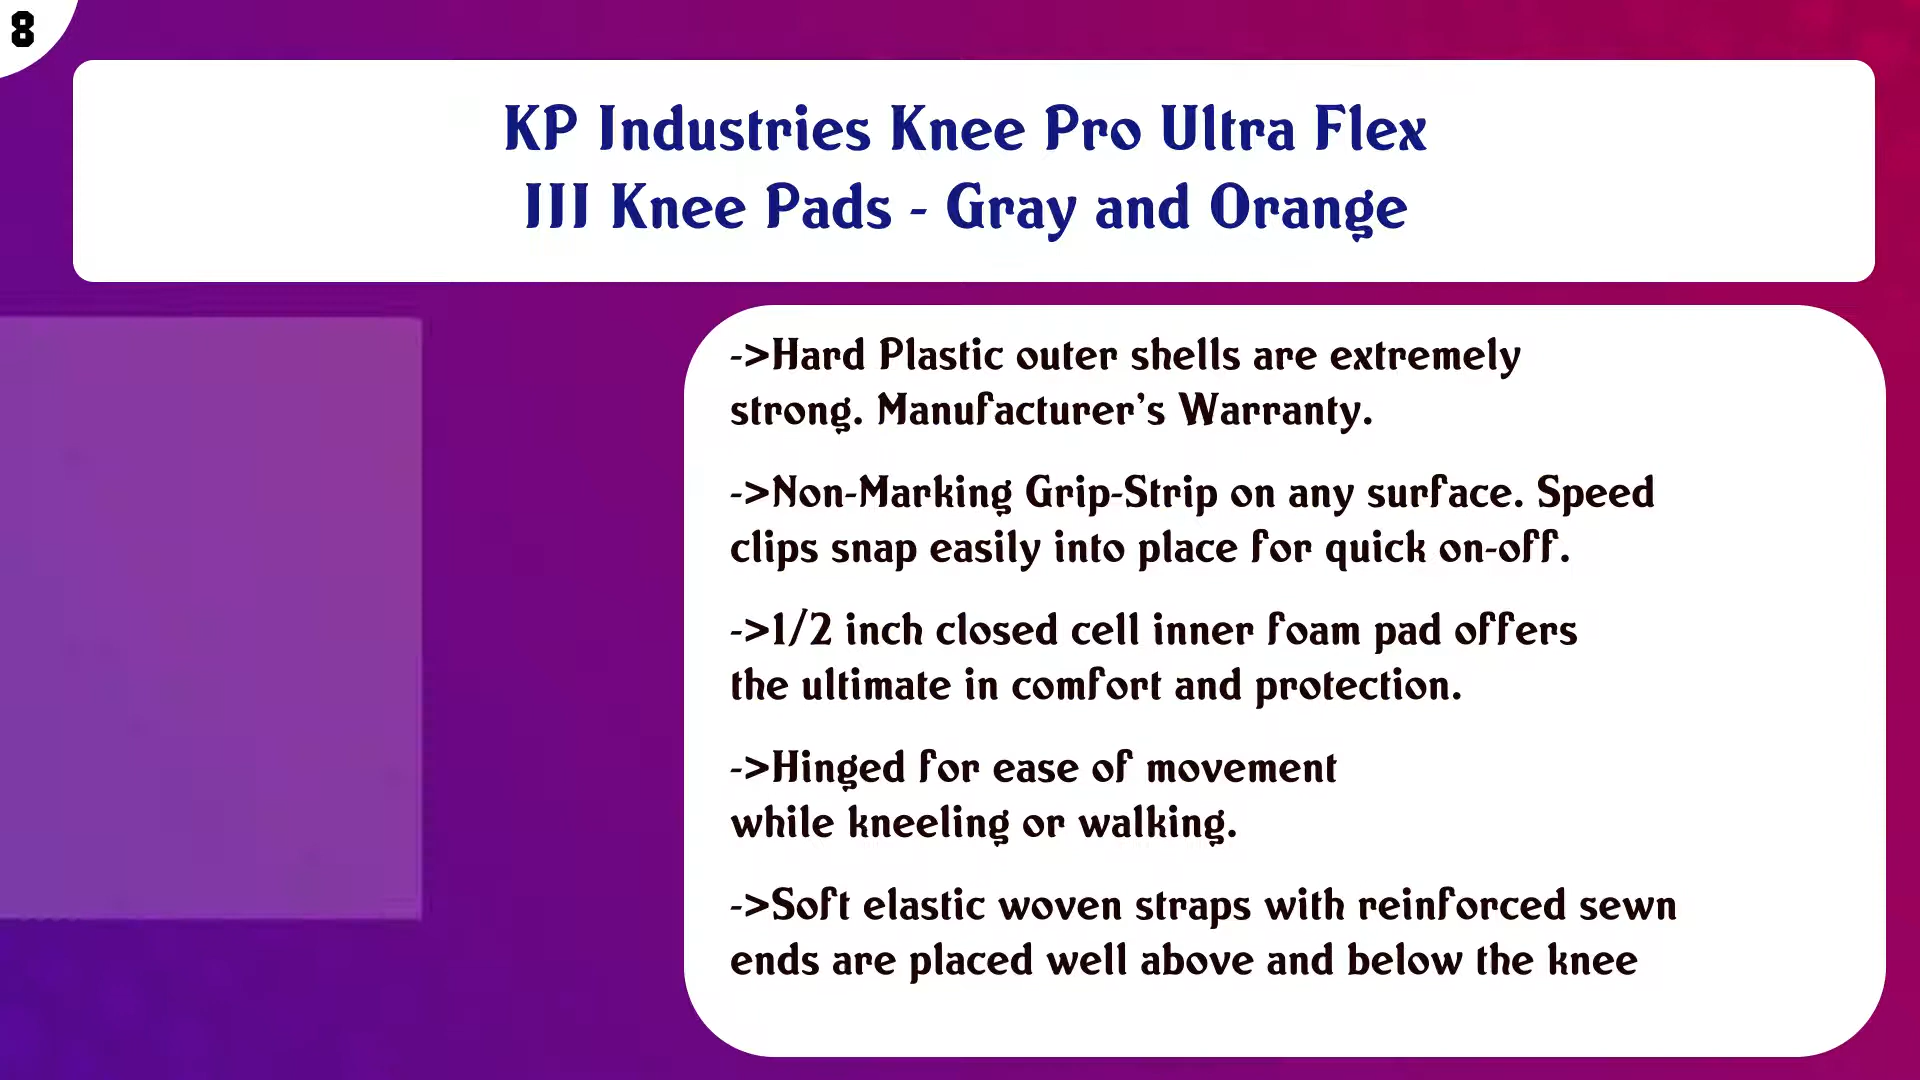 8
KP Industries Knee Pro Ultra Flex
III Knee Pads - Gray and Orange
->Hard Plastic outer shells are extremely
strong. Manufacturer's Warranty.
->Non-Marking Grip-Strip on any surface. Speed
clips snap easily into place for quick on-off.
->1/2 inch closed cell inner foam pad offers
the ultimate in comfort and protection.
->Hinged for ease of movement
while kneeling or walking.
->Soft elastic woven straps with reinforced sewn
ends are placed well above and below the knee